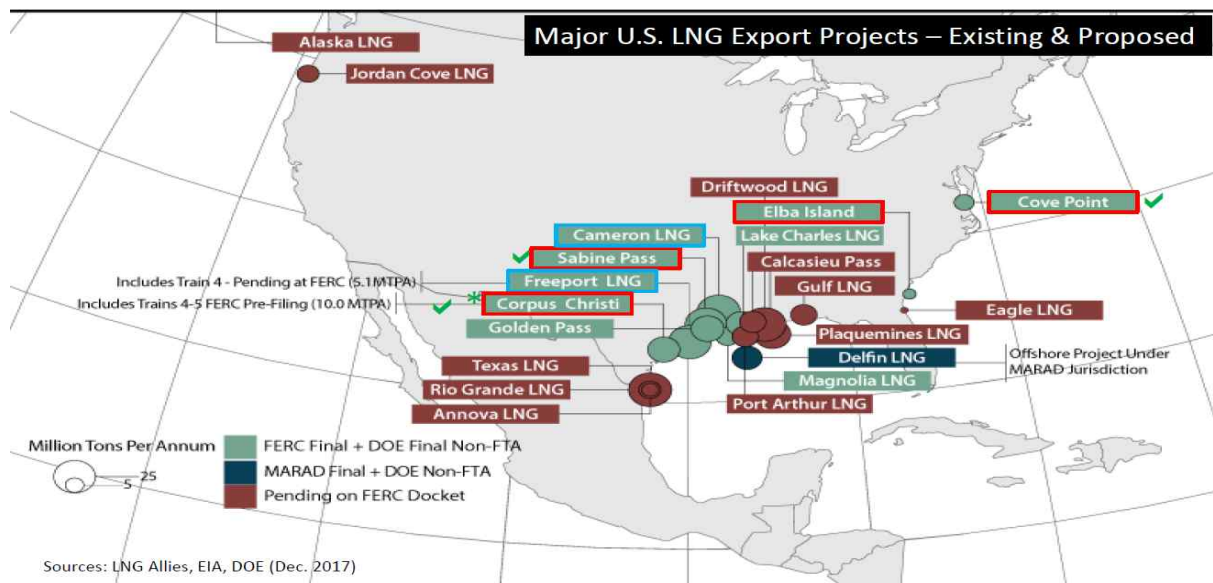 Major U.S. LNG Export Projects – Existing & Proposed
Alaska LNG
Jordan Cove LNG
Driftwood LNG
Elba Island
Cove Point
Cameron LNG
Lake Charles LNG
Sabine Pass
Calcasieu Pass
Includes Train 4 - Pending at FERC (5.1MTPA)
Freeport LNG
Gulf LNG
Includes Trains 4-5 FERC Pre-Filing (10.0 MTPA)
*
Corpus Christi
Eagle LNG
Golden Pass
Plaquemines LNG
Delfin LNG
Offshore Project Under
MARAD Jurisdiction
Texas LNG
Magnolia LNG
Rio Grande LNG
Port Arthur LNG
Annova LNG
Million Tons Per Annum
25
5
FERC Final + DOE Final Non-FTA
MARAD Final + DOE Non-FTA
Pending on FERC Docket
Sources: LNG Allies, EIA, DOE (Dec. 2017)